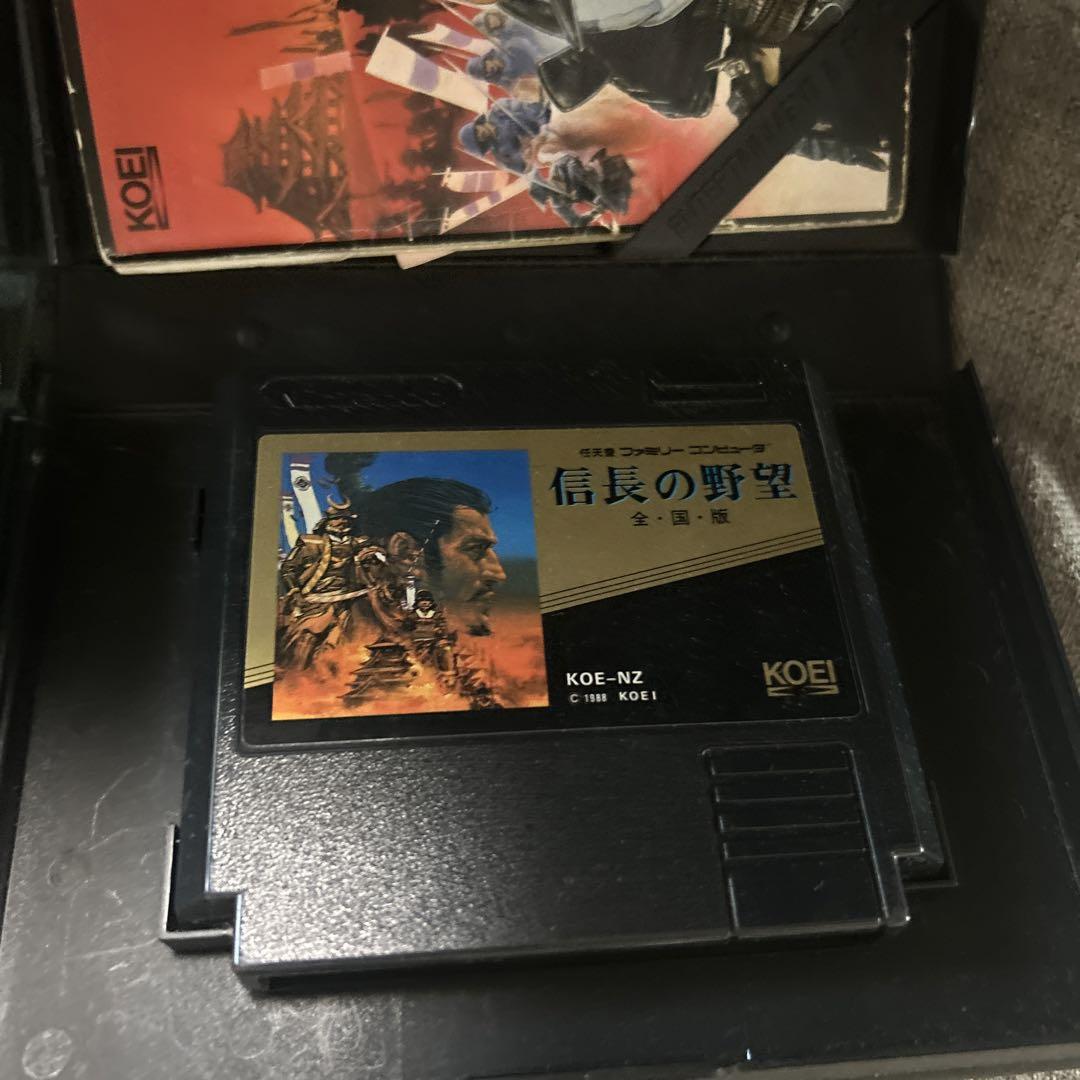 KOEI
任天堂 ファミリー コンピュータ
信長の野望
全・国・版
KOE-NZ
© 1988 KOEI
KOEI